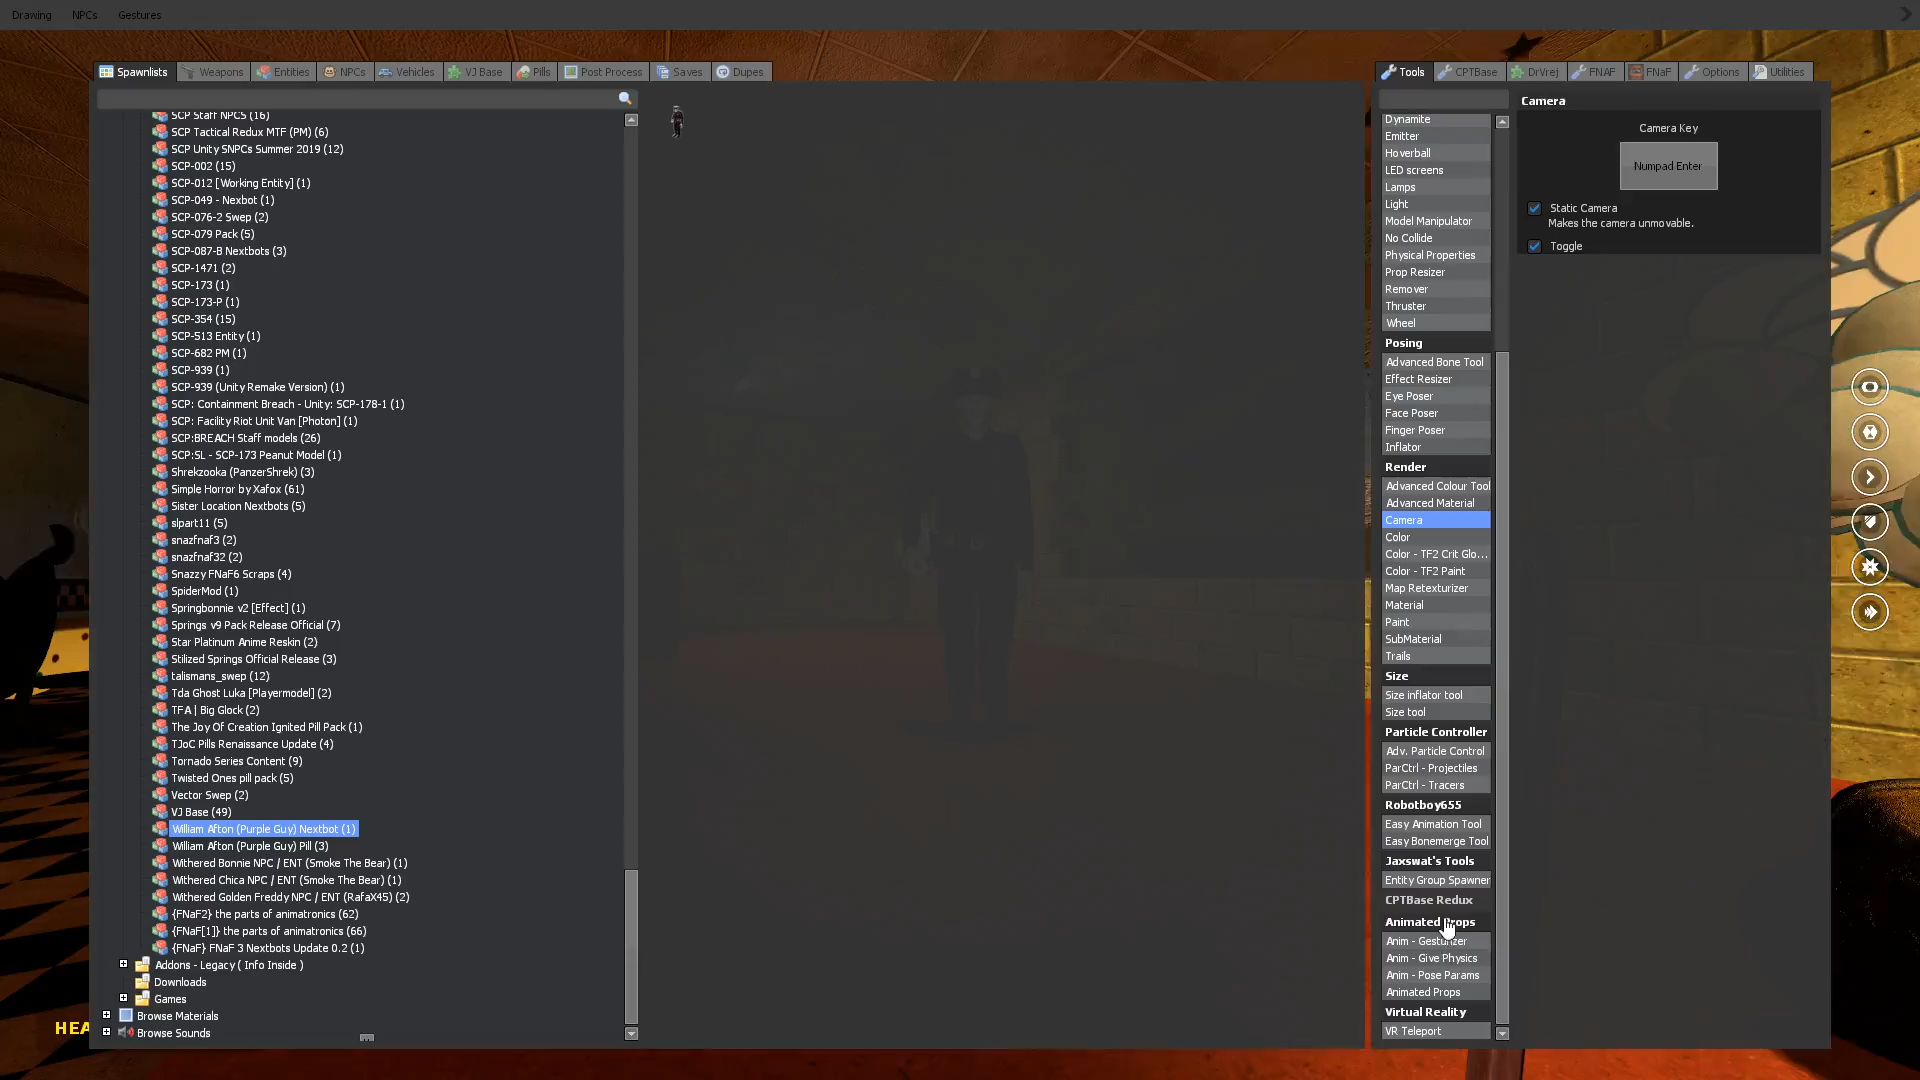 Drawing NPCs Gestures
Spawnlists Weapons Entities NPCs Vehicles VJ Base Pills Post Process Saves Dupes
SCP Staff NPCS (16)
SCP Tactical Redux MTF (PM) (6)
SCP Unity SNPCs Summer 2019 (12)
SCP-002 (15)
SCP-012 [Working Entity] (1)
SCP-049 - Nexbot (1)
SCP-076-2 Swep (2)
SCP-079 Pack (5)
SCP-087-B Nextbots (3)
SCP-1471 (2)
SCP-173 (1)
SCP-173-P (1)
SCP-354 (15)
SCP-513 Entity (1)
SCP-682 PM (1)
SCP-939 (1)
SCP-939 (Unity Remake Version) (1)
SCP: Containment Breach - Unity: SCP-178-1 (1)
SCP: Facility Riot Unit Van [Photon] (1)
SCP:BREACH Staff models (26)
SCP:SL - SCP-173 Peanut Model (1)
Shrekzooka (PanzerShrek) (3)
Simple Horror by Xafox (61)
Sister Location Nextbots (5)
slpart11 (5)
snazfnaf3 (2)
snazfnaf32 (2)
Snazzy FNaF6 Scraps (4)
SpiderMod (1)
Springbonnie v2 [Effect] (1)
Springs v9 Pack Release Official (7)
Star Platinum Anime Reskin (2)
Stilized Springs Official Release (3)
talismans_swep (12)
Tda Ghost Luka [Playermodel] (2)
TFA | Big Glock (2)
The Joy Of Creation Ignited Pill Pack (1)
TJoC Pills Renaissance Update (4)
Tornado Series Content (9)
Twisted Ones pill pack (5)
Vector Swep (2)
VJ Base (49)
William Afton (Purple Guy) Nextbot (1)
William Afton (Purple Guy) Pill (3)
Withered Bonnie NPC / ENT (Smoke The Bear) (1)
Withered Chica NPC / ENT (Smoke The Bear) (1)
Withered Golden Freddy NPC / ENT (RafaX45) (2)
{FNaF2} the parts of animatronics (62)
{FNaF[1]} the parts of animatronics (66)
{FNaF} FNaF 3 Nextbots Update 0.2 (1)
Addons - Legacy ( Info Inside )
Downloads
Games
Browse Materials
Browse Sounds
HEA
Tools CPTBase DrVrej FNAF FNaF Options Utilities
Dynamite
Emitter
Hoverball
LED screens
Lamps
Light
Model Manipulator
No Collide
Physical Properties
Prop Resizer
Remover
Thruster
Wheel
Posing
Advanced Bone Tool
Effect Resizer
Eye Poser
Face Poser
Finger Poser
Inflator
Render
Advanced Colour Tool
Advanced Material
Camera
Color
Color - TF2 Crit Glo...
Color - TF2 Paint
Map Retexturizer
Material
Paint
SubMaterial
Trails
Size
Size inflator tool
Size tool
Particle Controller
Adv. Particle Control
ParCtrl - Projectiles
ParCtrl - Tracers
Robotboy655
Easy Animation Tool
Easy Bonemerge Tool
Jaxswat's Tools
Entity Group Spawner
CPTBase Redux
Animated Props
Anim - Gesturizer
Anim - Give Physics
Anim - Pose Params
Animated Props
Virtual Reality
VR Teleport
Camera
Camera Key
Numpad Enter
Static Camera
Makes the camera unmovable.
Toggle